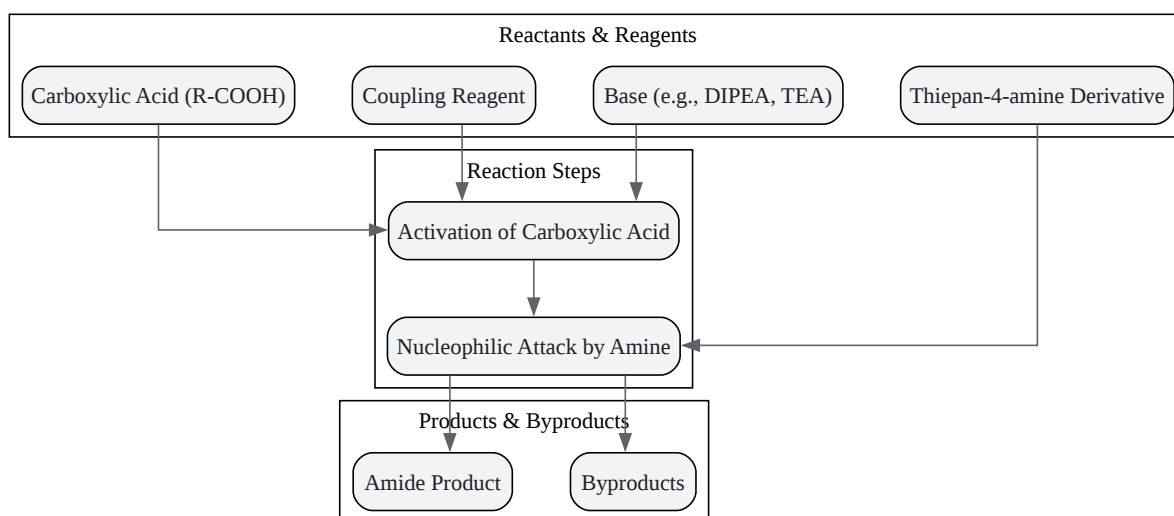 Reactants & Reagents
Carboxylic Acid (R-COOH)
Coupling Reagent
Base (e.g., DIPEA, TEA)
Thiepan-4-amine Derivative
Reaction Steps
Activation of Carboxylic Acid
Nucleophilic Attack by Amine
Products & Byproducts
Amide Product
Byproducts